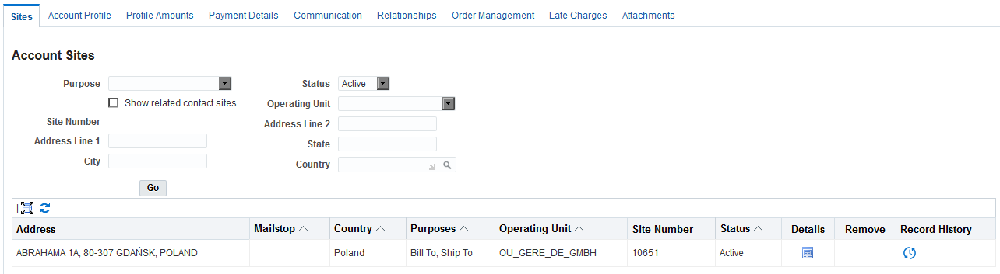 Sites Account Profile Profile Amounts Payment Details Communication Relationships Order Management Late Charges Attachments
Account Sites
Purpose Status Active
Show related contact sites Operating Unit
Site Number Address Line 2
Address Line 1 State
City Country
Go
Address Mailstop Country Purposes Operating Unit Site Number Status Details Remove Record History
ABRAHAMA 1A, 80-307 GDAŃSK, POLAND Poland Bill To, Ship To OU_GERE_DE_GMBH 10651 Active